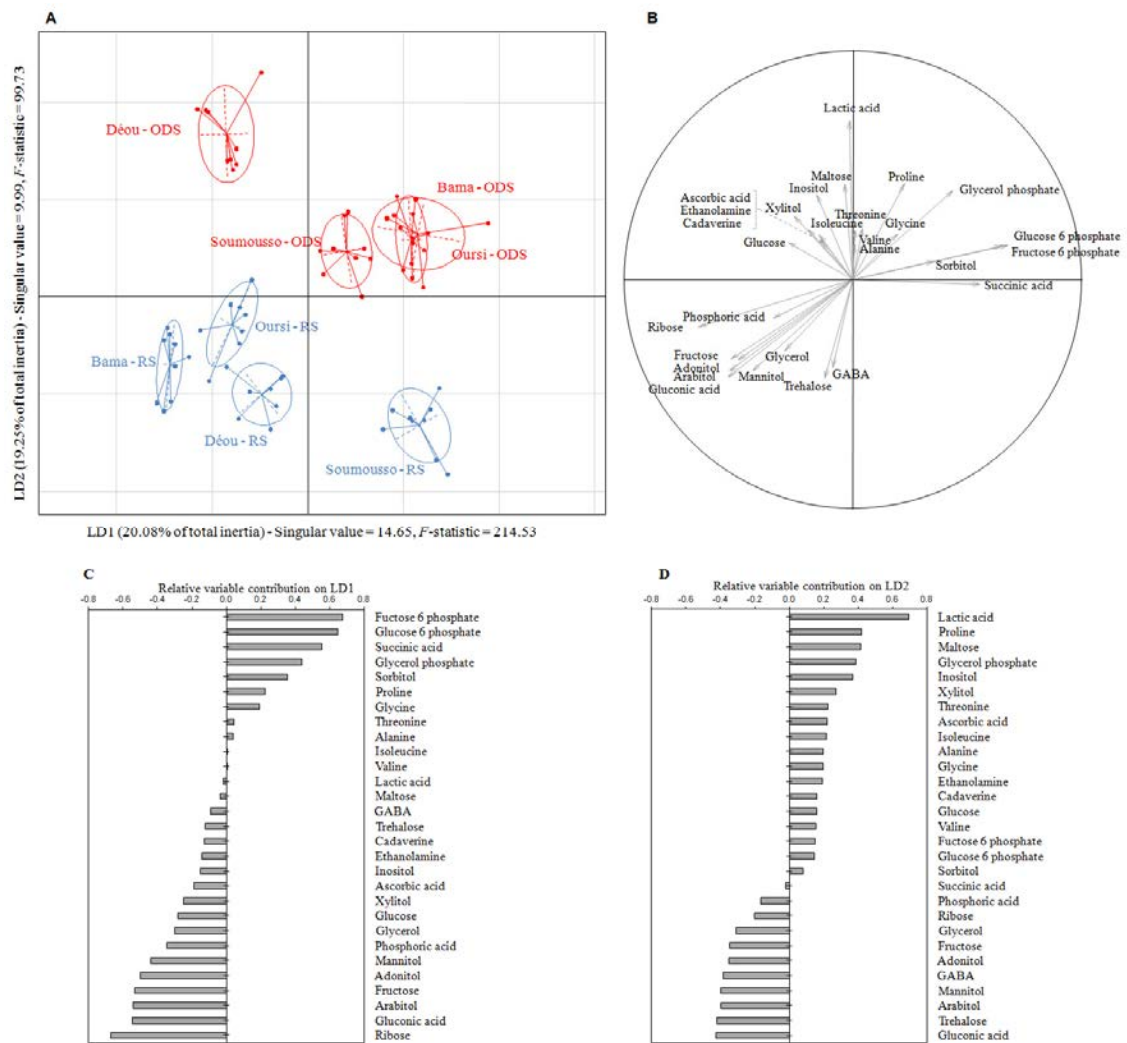 A
LD2 (19.25% of total inertia) - Singular value = 9.99, F-statistic = 99.73
Déou - ODS
Bama - ODS
Soumousso - ODS
Oursi - ODS
Oursi - RS
Bama - RS
Déou - RS
Soumousso - RS
LD1 (20.08% of total inertia) - Singular value = 14.65, F-statistic = 214.53
B
Lactic acid
Maltose
Proline
Inositol
Glycerol phosphate
Ascorbic acid
Ethanolamine
Cadaverine
Xylitol
Threonine
Isoleucine
Glycine
Glucose
Valine
Alanine
Glucose 6 phosphate
Fructose 6 phosphate
Sorbitol
Succinic acid
Phosphoric acid
Ribose
Fructose
Glycerol
Adonitol
Arabitol
Mannitol
GABA
Gluconic acid
Trehalose
C
Relative variable contribution on LD1
-0.8 -0.6 -0.4 -0.2 0.0 0.2 0.4 0.6 0.8
Fuctose 6 phosphate
Glucose 6 phosphate
Succinic acid
Glycerol phosphate
Sorbitol
Proline
Glycine
Threonine
Alanine
Isoleucine
Valine
Lactic acid
Maltose
GABA
Trehalose
Cadaverine
Ethanolamine
Inositol
Ascorbic acid
Xylitol
Glucose
Glycerol
Phosphoric acid
Mannitol
Adonitol
Fructose
Arabitol
Gluconic acid
Ribose
D
Relative variable contribution on LD2
-0.8 -0.6 -0.4 -0.2 0.0 0.2 0.4 0.6 0.8
Lactic acid
Proline
Maltose
Glycerol phosphate
Inositol
Xylitol
Threonine
Ascorbic acid
Isoleucine
Alanine
Glycine
Ethanolamine
Cadaverine
Glucose
Valine
Fuctose 6 phosphate
Glucose 6 phosphate
Sorbitol
Succinic acid
Phosphoric acid
Ribose
Glycerol
Fructose
Adonitol
GABA
Mannitol
Arabitol
Trehalose
Gluconic acid